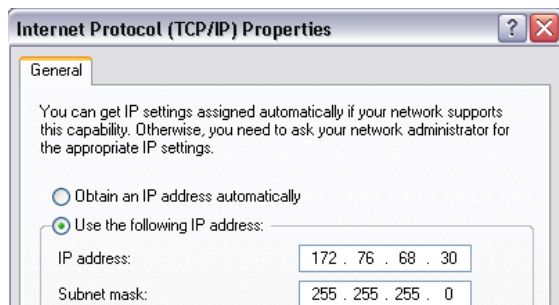 Internet Protocol (TCP/IP) Properties
General
You can get IP settings assigned automatically if your network supports
this capability. Otherwise, you need to ask your network administrator for
the appropriate IP settings.
Obtain an IP address automatically
Use the following IP address:
IP address: 172 . 76 . 68 . 30
Subnet mask: 255 . 255 . 255 . 0